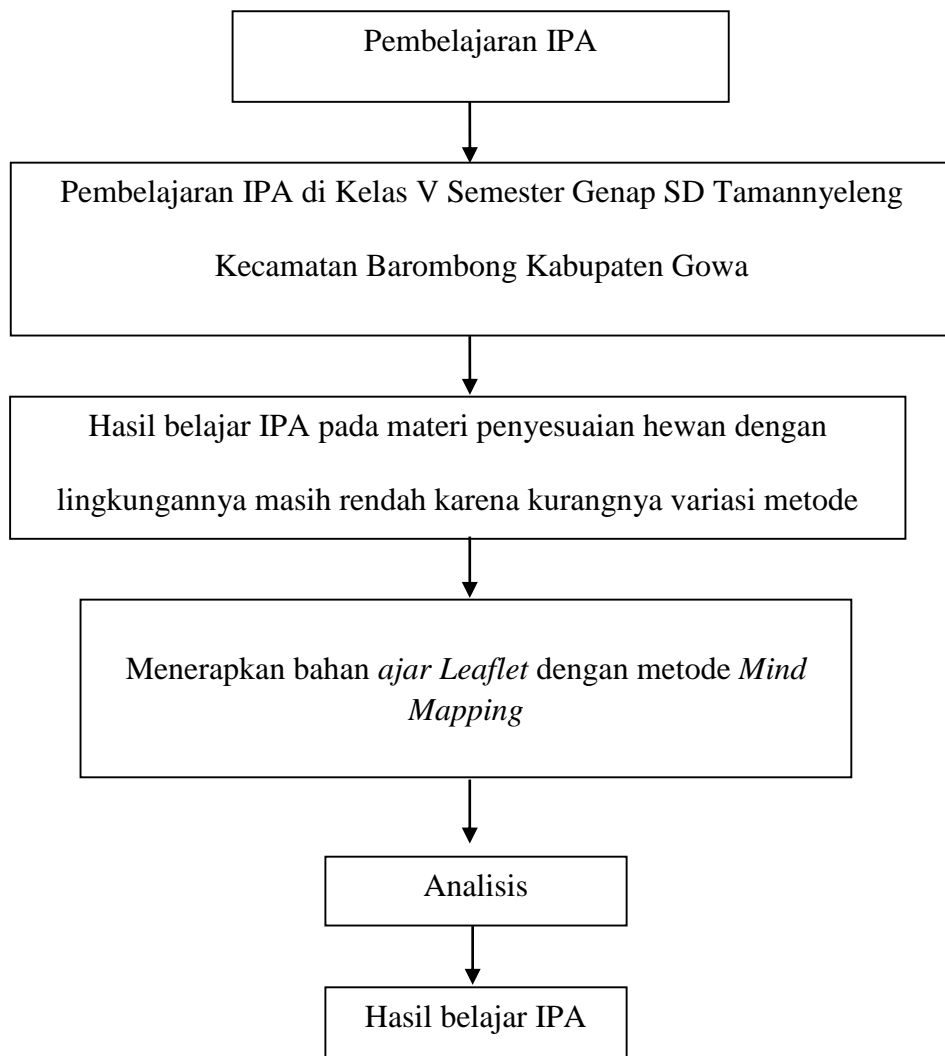 Pembelajaran IPA
Pembelajaran IPA di Kelas V Semester Genap SD Tamannyeleng
Kecamatan Barombong Kabupaten Gowa
Hasil belajar IPA pada materi penyesuaian hewan dengan
lingkungannya masih rendah karena kurangnya variasi metode
Menerapkan bahan ajar Leaflet dengan metode Mind
Mapping
Analisis
Hasil belajar IPA